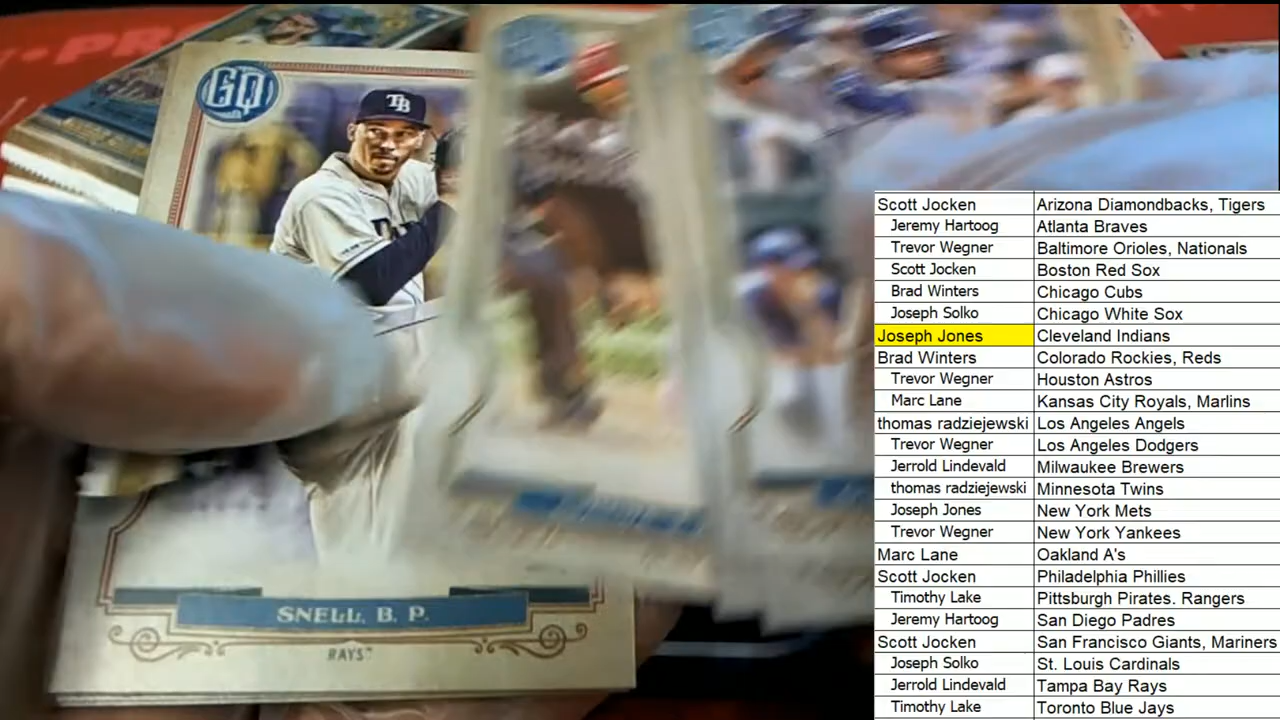 PR
GQ
TB
SNELL, B. P.
RAYS
Scott Jocken Arizona Diamondbacks, Tigers
Jeremy Hartoog Atlanta Braves
Trevor Wegner Baltimore Orioles, Nationals
Scott Jocken Boston Red Sox
Brad Winters Chicago Cubs
Joseph Solko Chicago White Sox
Joseph Jones Cleveland Indians
Brad Winters Colorado Rockies, Reds
Trevor Wegner Houston Astros
Marc Lane Kansas City Royals, Marlins
thomas radziejewski Los Angeles Angels
Trevor Wegner Los Angeles Dodgers
Jerrold Lindevald Milwaukee Brewers
thomas radziejewski Minnesota Twins
Joseph Jones New York Mets
Trevor Wegner New York Yankees
Marc Lane Oakland A's
Scott Jocken Philadelphia Phillies
Timothy Lake Pittsburgh Pirates. Rangers
Jeremy Hartoog San Diego Padres
Scott Jocken San Francisco Giants, Mariners
Joseph Solko St. Louis Cardinals
Jerrold Lindevald Tampa Bay Rays
Timothy Lake Toronto Blue Jays